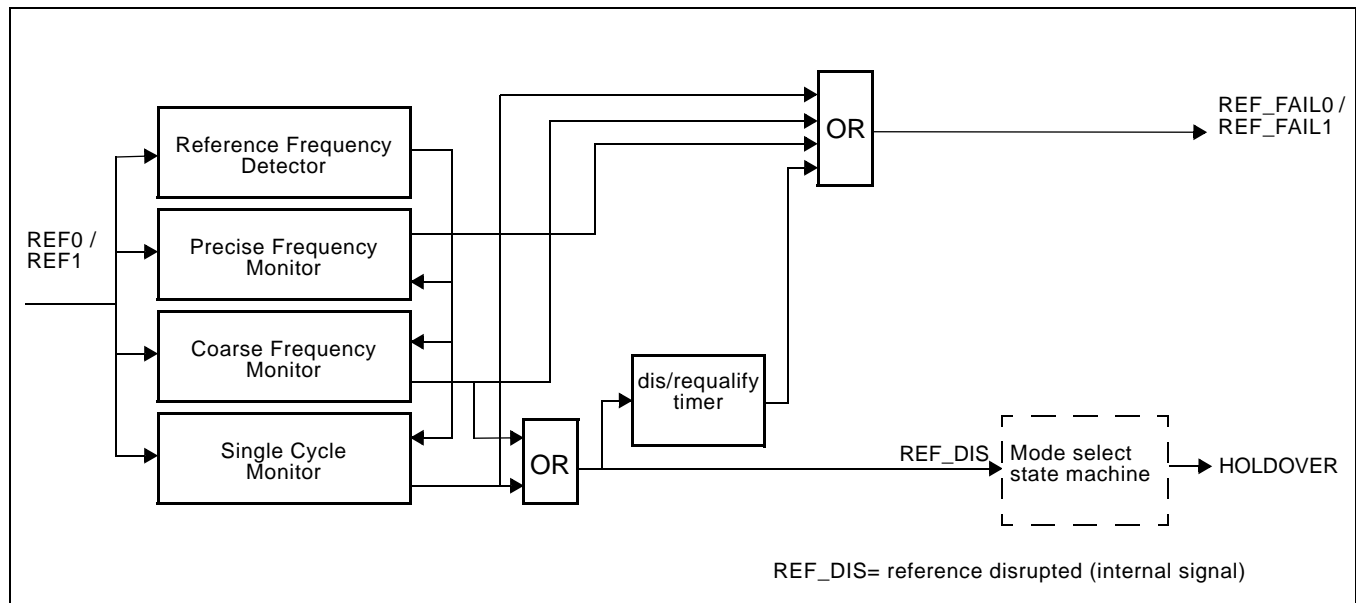 REF0 /
REF1
Reference Frequency
Detector
Precise Frequency
Monitor
Coarse Frequency
Monitor
Single Cycle
Monitor
OR
dis/requalify
timer
OR
REF_FAIL0 /
REF_FAIL1
REF_DIS
Mode select
state machine
HOLDOVER
REF_DIS= reference disrupted (internal signal)